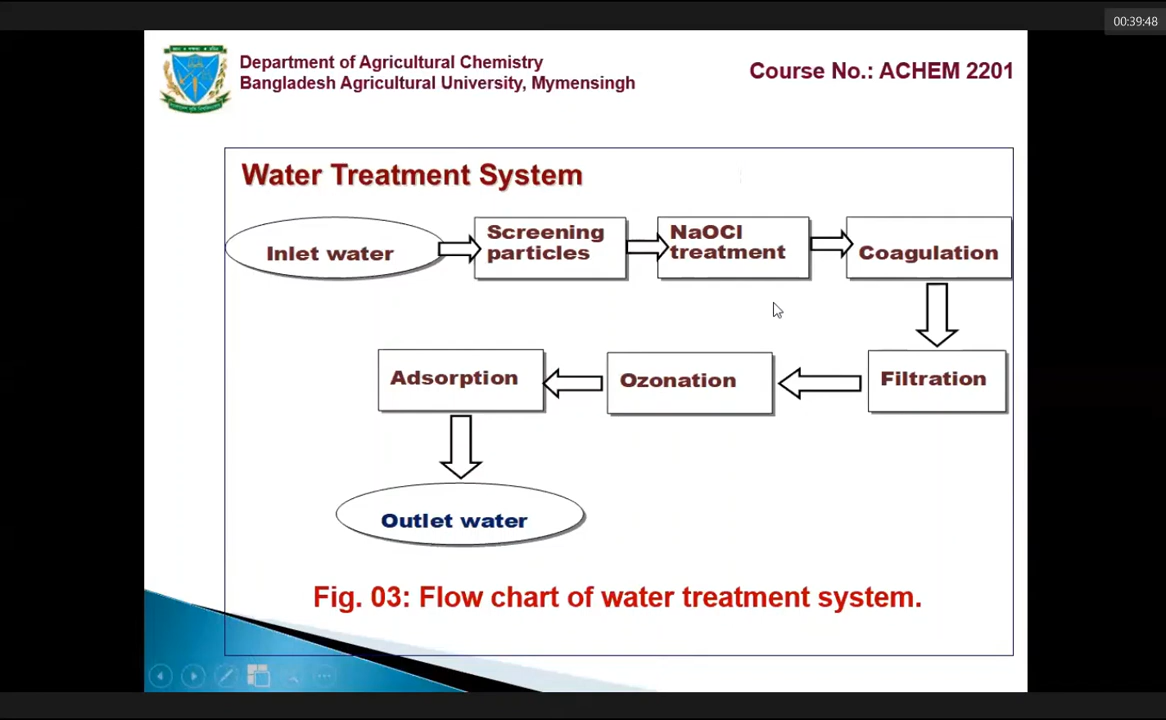 00:39:48
Department of Agricultural Chemistry
Bangladesh Agricultural University, Mymensingh
Course No.: ACHEM 2201
Water Treatment System
Inlet water
Screening
particles
NaOCl
treatment
Coagulation
Adsorption
Ozonation
Filtration
Outlet water
Fig. 03: Flow chart of water treatment system.